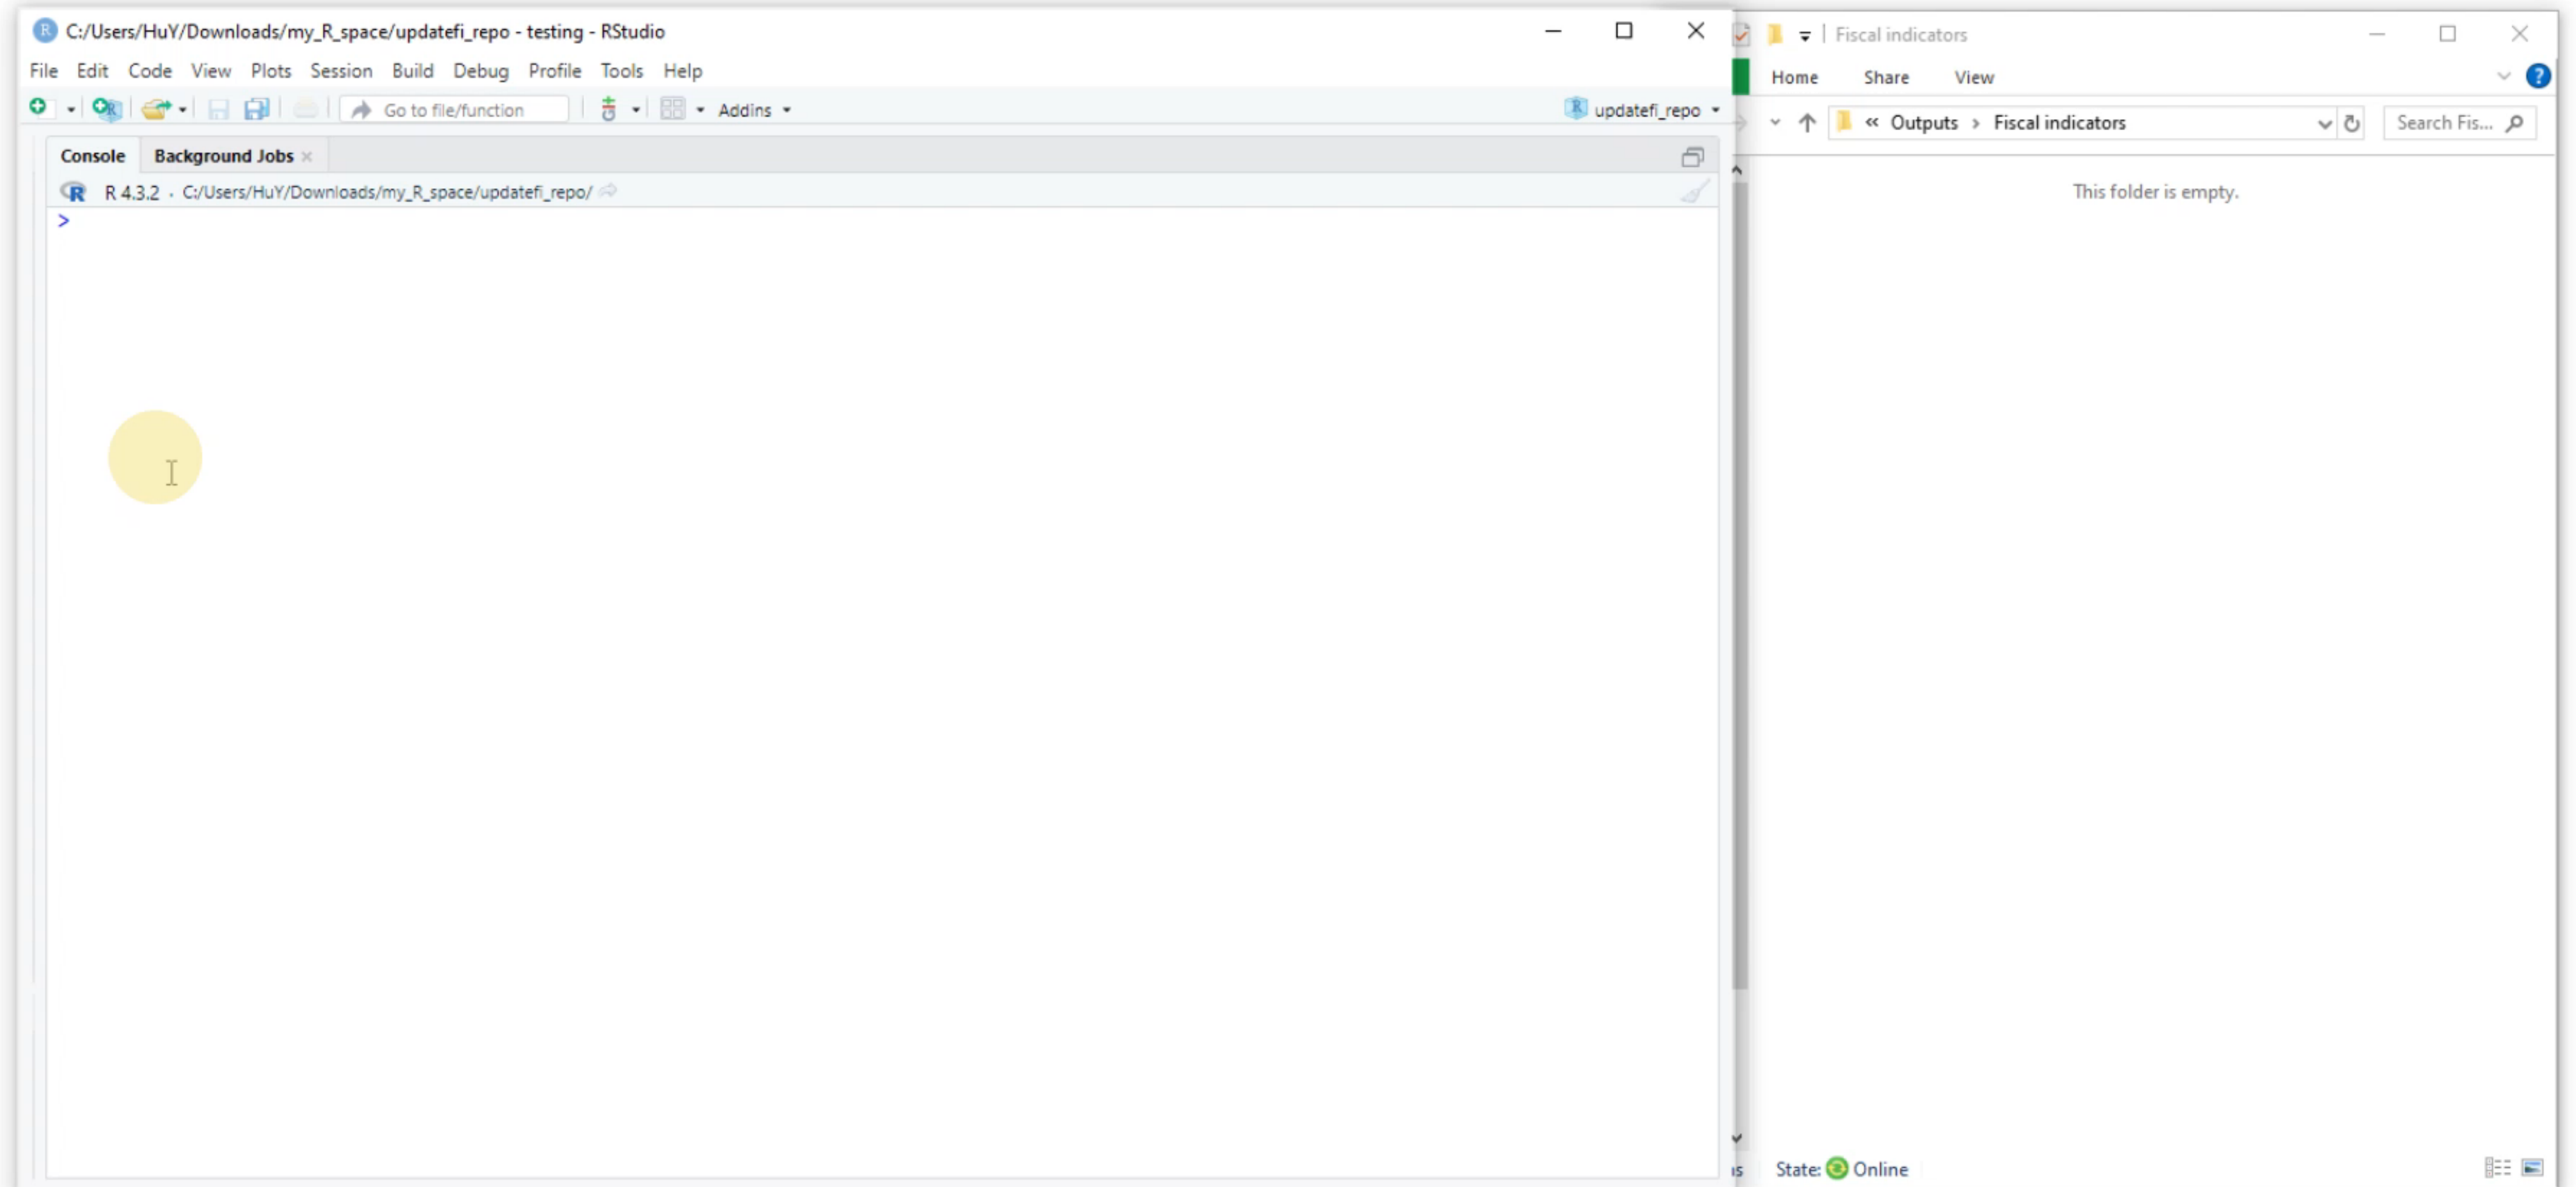 C:/Users/HuY/Downloads/my_R_space/updatefi_repo - testing - RStudio
File Edit Code View Plots Session Build Debug Profile Tools Help
Go to file/function Addins updatefi_repo
Console Background Jobs
R 4.3.2 · C:/Users/HuY/Downloads/my_R_space/updatefi_repo/
>
Fiscal indicators
Home Share View
« Outputs › Fiscal indicators Search Fis...
This folder is empty.
State: Online